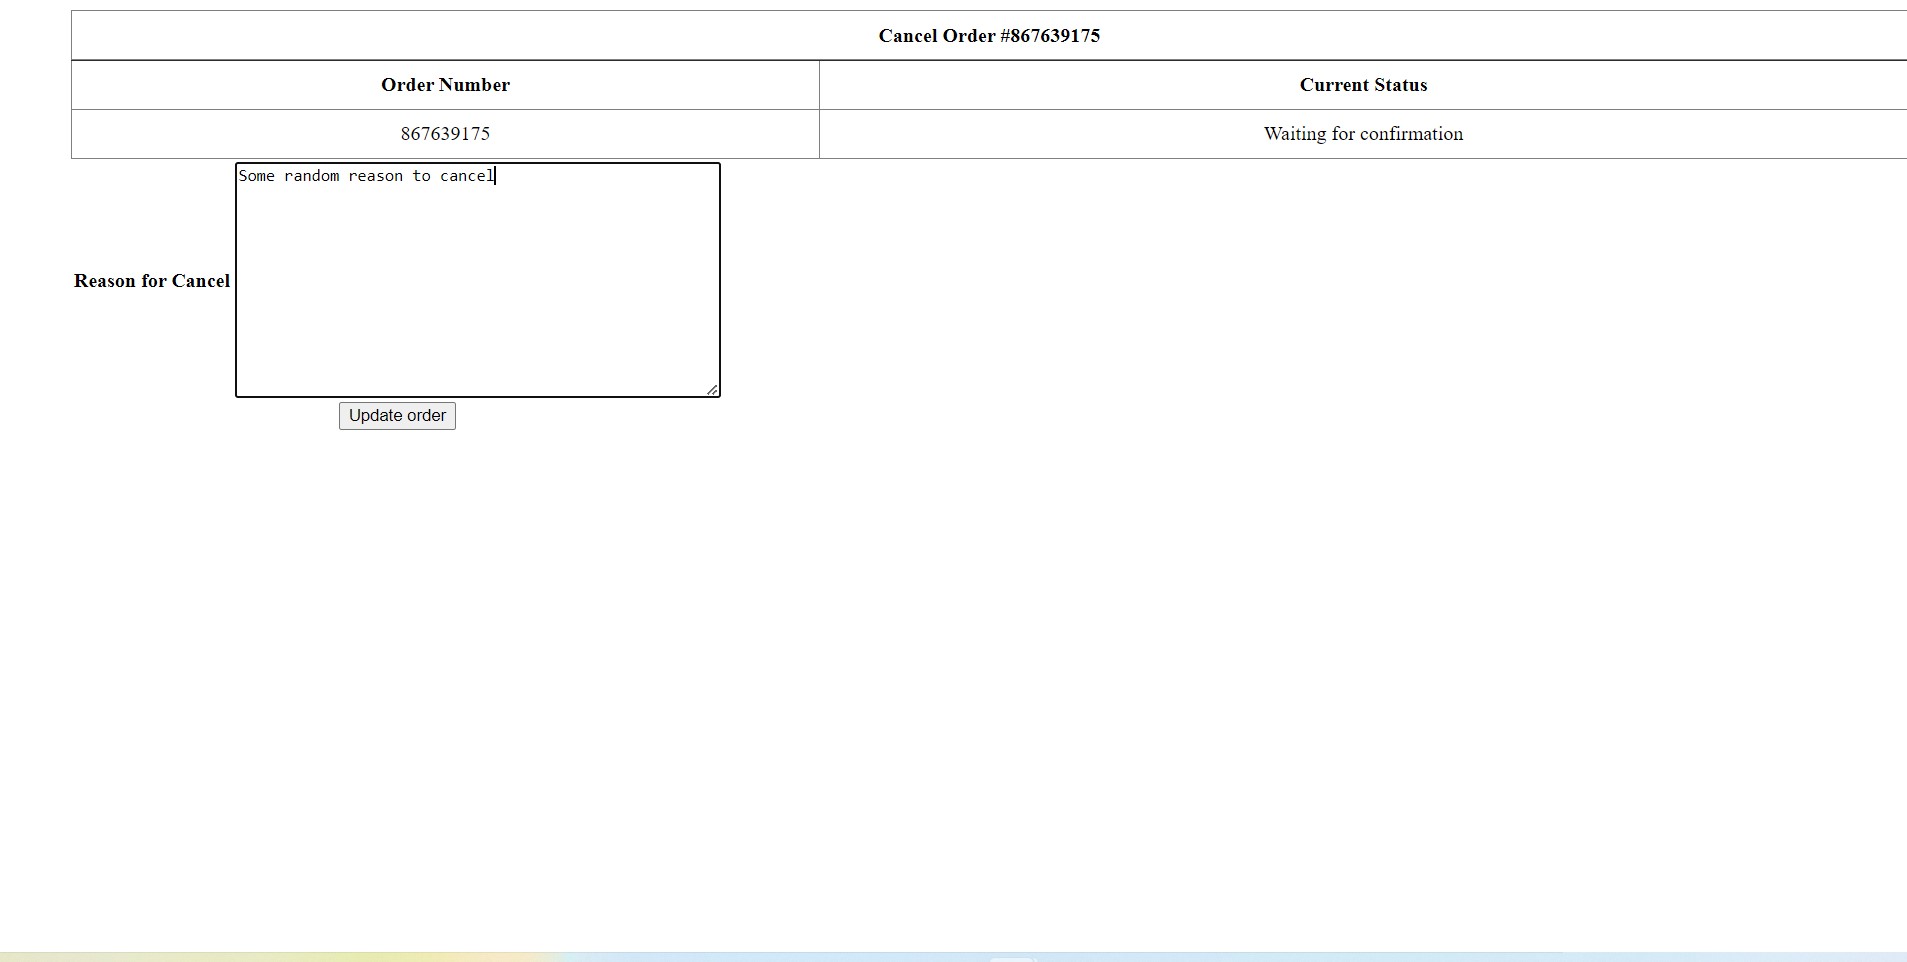 Cancel Order #867639175
Order Number Current Status
867639175 Waiting for confirmation
Some random reason to cancel
Reason for Cancel
Update order